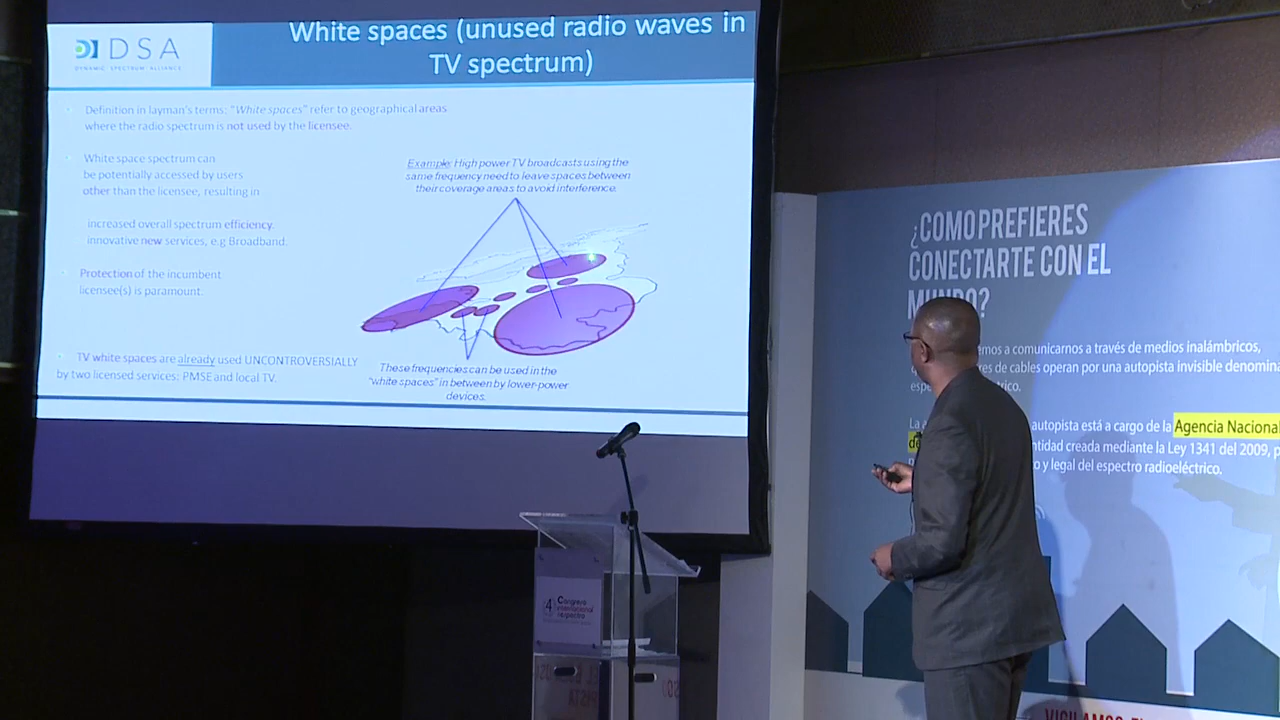 DSA
DYNAMIC SPECTRUM ALLIANCE
White spaces (unused radio waves in
TV spectrum)
Definition in layman's terms: "White spaces" refer to geographical areas
where the radio spectrum is not used by the licensee.
White space spectrum can
be potentially accessed by users
other than the licensee, resulting in
increased overall spectrum efficiency.
innovative new services, e.g Broadband.
Protection of the incumbent
licensee(s) is paramount.
TV white spaces are already used UNCONTROVERSIALLY
by two licensed services: PMSE and local TV.
Example: High power TV broadcasts using the
same frequency need to leave spaces between
their coverage areas to avoid interference.
These frequencies can be used in the
"white spaces" in between by lower-power
devices.
¿COMO PREFIERES
CONECTARTE CON EL
MUNDO?
emos a comunicarnos a través de medios inalámbricos,
res de cables operan por una autopista invisible denomina
espe trico.
La a autopista está a cargo de la Agencia Nacional
de ntidad creada mediante la Ley 1341 del 2009, p
o y legal del espectro radioeléctrico.
4 Congreso
internacional
espectro
VIGILAMOS